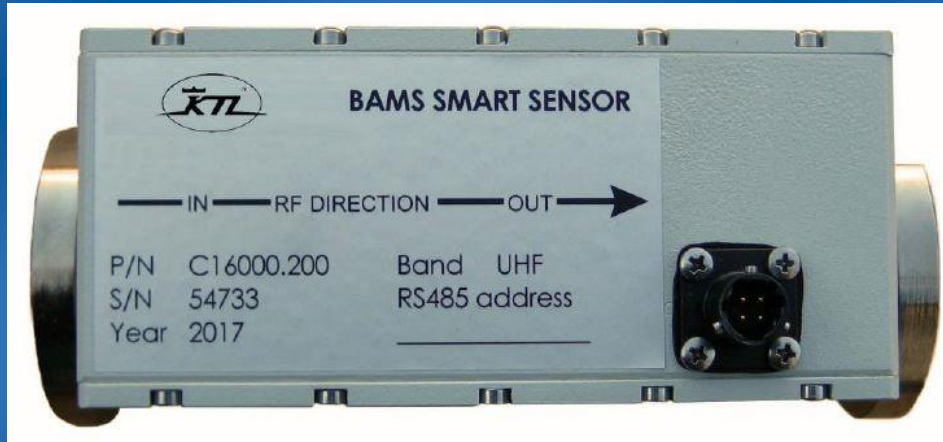 KTL
BAMS SMART SENSOR
IN RF DIRECTION OUT
P/N C16000.200 Band UHF
S/N 54733 RS485 address
Year 2017